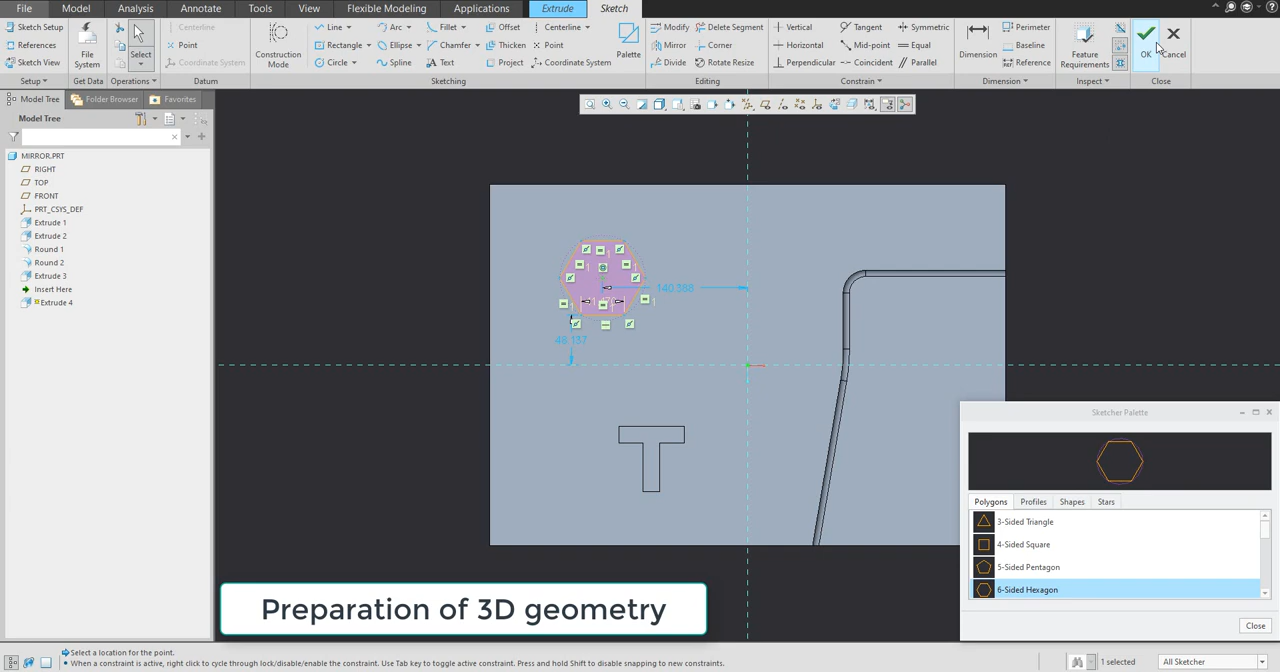 File Model Analysis Annotate Tools View Flexible Modeling Applications Extrude Sketch
Sketch Setup
References
Sketch View
Setup
File System
Get Data
Select
Operations
Centerline
Point
Coordinate System
Datum
Construction Mode
Line Arc Fillet Offset Centerline
Rectangle Ellipse Chamfer Thicken Point
Circle Spline Text Project Coordinate System
Palette
Sketching
Modify Delete Segment
Mirror Corner
Divide Rotate Resize
Editing
Vertical Tangent Symmetric
Horizontal Mid-point Equal
Perpendicular Coincident Parallel
Constrain
Dimension
Perimeter
Baseline
Reference
Dimension
Feature Requirements
Inspect
OK Cancel
Close
Model Tree Folder Browser Favorites
Model Tree
MIRROR.PRT
RIGHT
TOP
FRONT
PRT_CSYS_DEF
Extrude 1
Extrude 2
Round 1
Round 2
Extrude 3
Insert Here
Extrude 4
140.388
48.137
Sketcher Palette
Polygons Profiles Shapes Stars
3-Sided Triangle
4-Sided Square
5-Sided Pentagon
6-Sided Hexagon
Close
Preparation of 3D geometry
Select a location for the point.
When a constraint is active, right click to cycle through lock/disable/enable the constraint. Use Tab key to toggle active constraint. Press and hold Shift to disable snapping to new constraints.
1 selected
All Sketcher